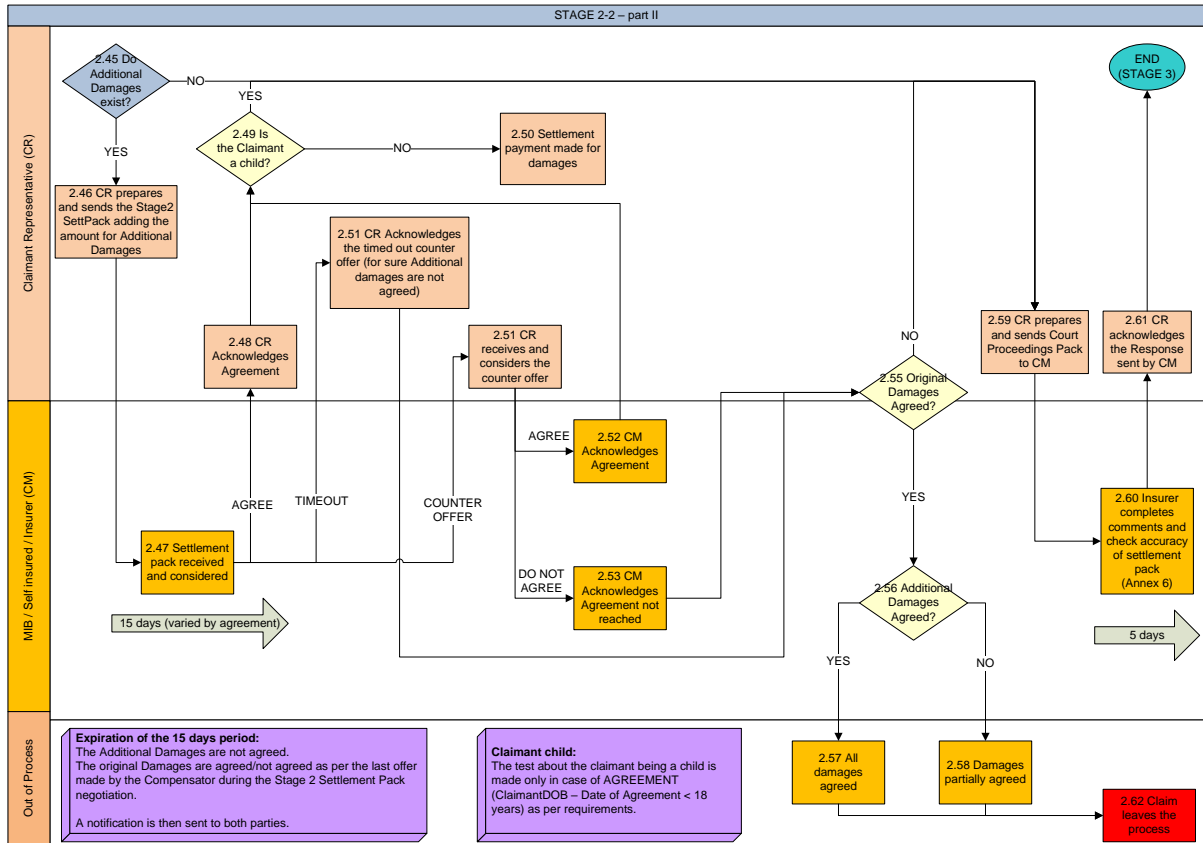 STAGE 2-2 – part II
Claimant Representative (CR)
MIB / Self insured / Insurer (CM)
Out of Process
2.45 Do
Additional
Damages
exist?
NO
YES
2.46 CR prepares
and sends the Stage2
SettPack adding the
amount for Additional
Damages
YES
2.49 Is
the Claimant
a child?
NO
2.50 Settlement
payment made for
damages
2.51 CR Acknowledges
the timed out counter
offer (for sure Additional
damages are not
agreed)
2.48 CR
Acknowledges
Agreement
2.51 CR
receives and
considers the
counter offer
NO
2.55 Original
Damages
Agreed?
2.59 CR prepares
and sends Court
Proceedings Pack
to CM
2.61 CR
acknowledges
the Response
sent by CM
END
(STAGE 3)
AGREE
2.52 CM
Acknowledges
Agreement
AGREE
TIMEOUT
COUNTER
OFFER
YES
2.47 Settlement
pack received
and considered
DO NOT
AGREE
2.53 CM
Acknowledges
Agreement not
reached
2.56 Additional
Damages
Agreed?
2.60 Insurer
completes
comments and
check accuracy
of settlement
pack
(Annex 6)
15 days (varied by agreement)
5 days
YES
NO
Expiration of the 15 days period:
The Additional Damages are not agreed.
The original Damages are agreed/not agreed as per the last offer
made by the Compensator during the Stage 2 Settlement Pack
negotiation.
A notification is then sent to both parties.
Claimant child:
The test about the claimant being a child is
made only in case of AGREEMENT
(ClaimantDOB – Date of Agreement < 18
years) as per requirements.
2.57 All
damages
agreed
2.58 Damages
partially agreed
2.62 Claim
leaves the
process